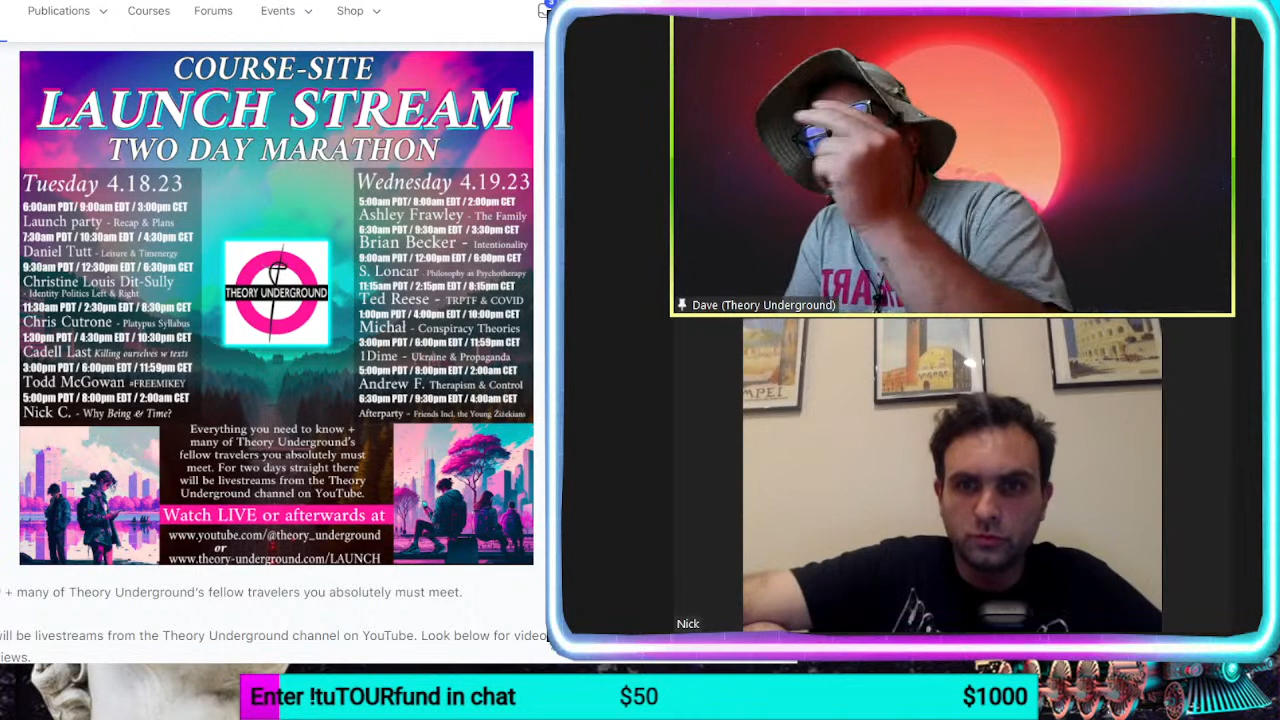 Publications
Courses
Forums
Events
Shop
3
COURSE-SITE
LAUNCH STREAM
TWO DAY MARATHON
Tuesday 4.18.23
6:00am PDT/ 9:00am EDT / 3:00pm CET
Launch party - Recap & Plans
7:30am PDT / 10:30am EDT / 4:30pm CET
Daniel Tutt - Leisure & Timenergy
9:30am PDT / 12:30pm EDT / 6:30pm CET
Christine Louis Dit-Sully
- Identity Politics Left & Right
11:30am PDT / 2:30pm EDT / 8:30pm CET
Chris Cutrone - Platypus Syllabus
1:30pm PDT / 4:30pm EDT / 10:30pm CET
Cadell Last Killing ourselves w texts
3:00pm PDT / 6:00pm EDT / 11:59pm CET
Todd McGowan #FREEMIKEY
5:00pm PDT / 8:00pm EDT / 2:00am CET
Nick C. - Why Being & Time?
THEORY UNDERGROUND
Wednesday 4.19.23
5:00am PDT/ 8:00am EDT / 2:00pm CET
Ashley Frawley - The Family
6:30am PDT / 9:30am EDT / 3:30pm CET
Brian Becker - Intentionality
9:00am PDT / 12:00pm EDT / 6:00pm CET
S. Loncar - Philosophy as Psychotherapy
11:15am PDT / 2:15pm EDT / 8:15pm CET
Ted Reese - TRPTF & COVID
1:00pm PDT / 4:00pm EDT / 10:00pm CET
Michal - Conspiracy Theories
3:00pm PDT / 6:00pm EDT / 11:59pm CET
1Dime - Ukraine & Propaganda
5:00pm PDT / 8:00pm EDT / 2:00am CET
Andrew F. Therapism & Control
6:30pm PDT / 9:30pm EDT / 4:00am CET
Afterparty - Friends Incl. the Young Žižekians
Everything you need to know +
many of Theory Underground's
fellow travelers you absolutely must
meet. For two days straight there
will be livestreams from the Theory
Underground channel on YouTube.
Watch LIVE or afterwards at
www.youtube.com/@theory_underground
or
www.theory-underground.com/LAUNCH
+ many of Theory Underground's fellow travelers you absolutely must meet.
will be livestreams from the Theory Underground channel on YouTube. Look below for video
views.
Dave (Theory Underground)
Nick
Enter !tuTOURfund in chat
$50
$1000